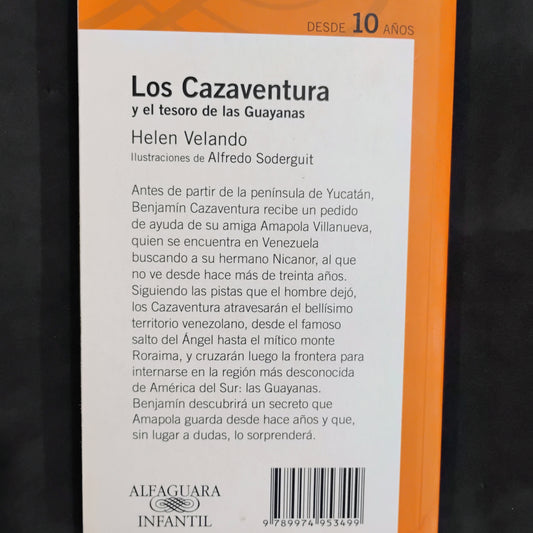 DESDE 10 AÑOS
Los Cazaventura
y el tesoro de las Guayanas
Helen Velando
Ilustraciones de Alfredo Soderguit
Antes de partir de la península de Yucatán,
Benjamín Cazaventura recibe un pedido
de ayuda de su amiga Amapola Villanueva,
quien se encuentra en Venezuela
buscando a su hermano Nicanor, al que
no ve desde hace más de treinta años.
Siguiendo las pistas que el hombre dejó,
los Cazaventura atravesarán el bellísimo
territorio venezolano, desde el famoso
salto del Ángel hasta el mítico monte
Roraima, y cruzarán luego la frontera para
internarse en la región más desconocida
de América del Sur: las Guayanas.
Benjamín descubrirá un secreto que
Amapola guarda desde hace años y que,
sin lugar a dudas, lo sorprenderá.
ALFAGUARA
INFANTIL
9 789974 953499